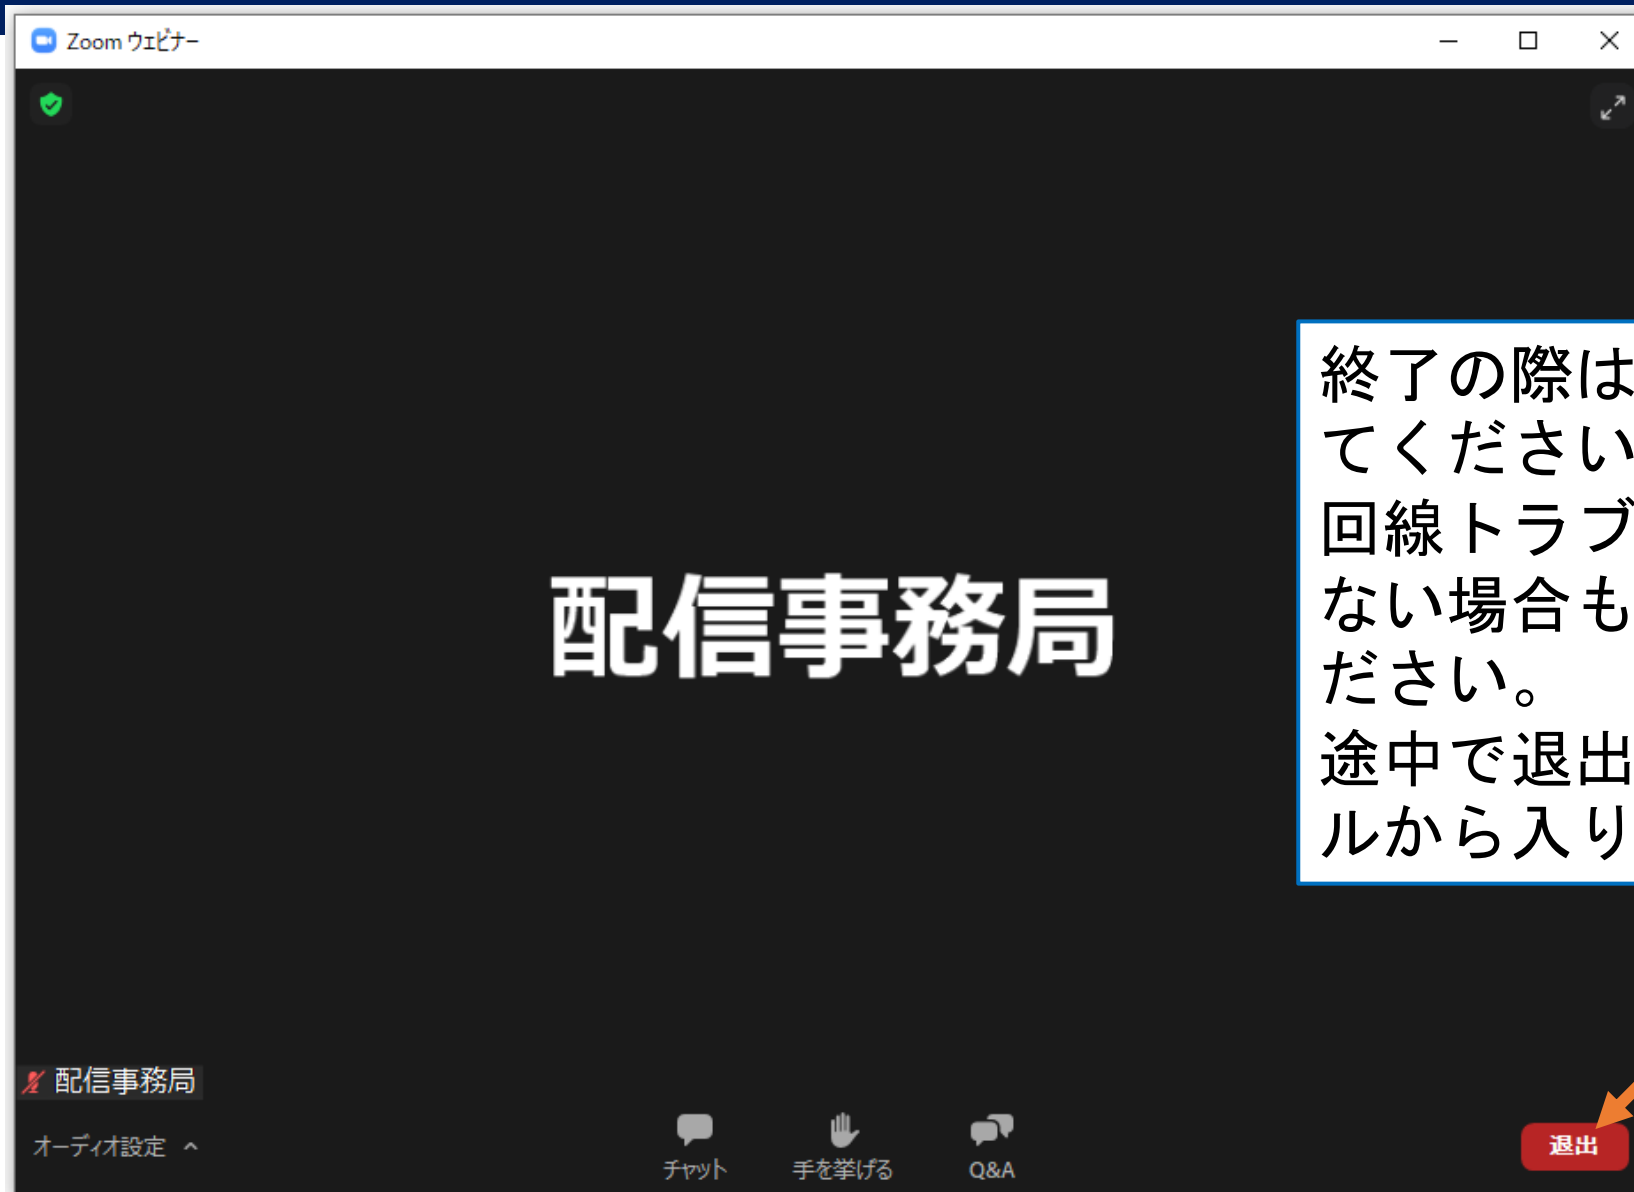 Zoom ウェビナー
配信事務局
終了の際は
てください
回線トラブ
ない場合も
ださい。
途中で退出
ルから入り
配信事務局
オーディオ設定
チャット
手を挙げる
Q&A
退出